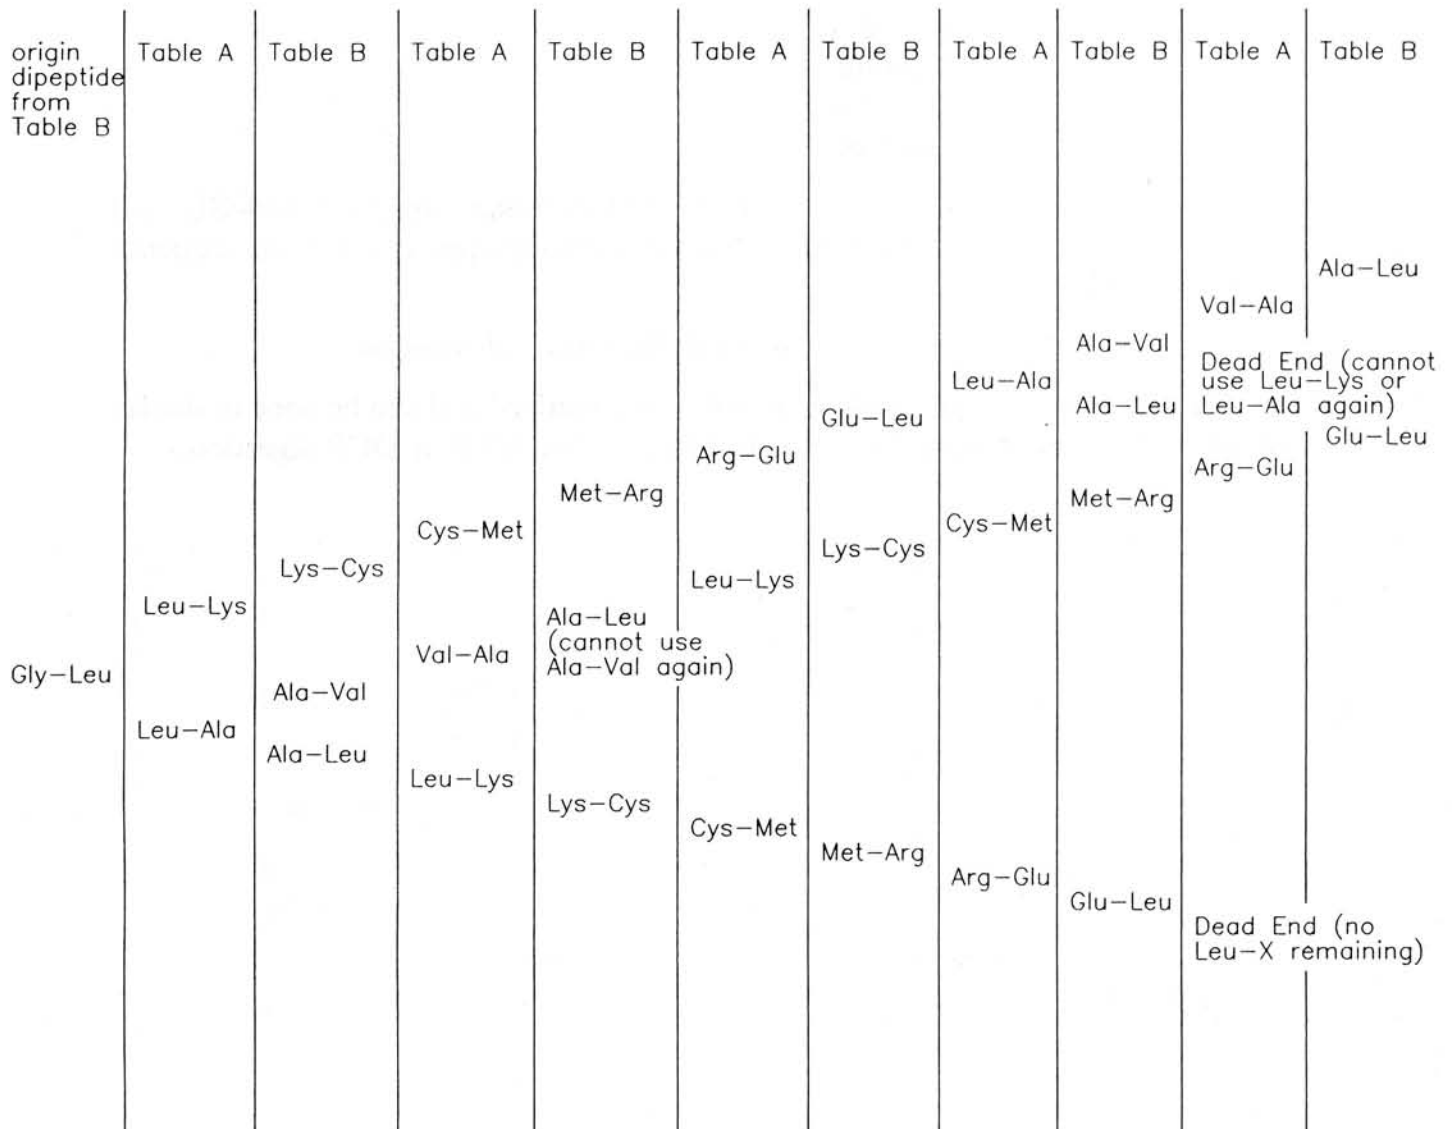 origin dipeptide from Table B
Table A
Table B
Table A
Table B
Table A
Table B
Table A
Table B
Table A
Table B
Ala-Leu
Val-Ala
Ala-Val
Dead End (cannot
use Leu-Lys or
Leu-Ala again)
Leu-Ala
Ala-Leu
Glu-Leu
Glu-Leu
Arg-Glu
Arg-Glu
Met-Arg
Met-Arg
Cys-Met
Cys-Met
Lys-Cys
Lys-Cys
Leu-Lys
Leu-Lys
Ala-Leu
(cannot use
Ala-Val again)
Val-Ala
Gly-Leu
Ala-Val
Leu-Ala
Ala-Leu
Leu-Lys
Lys-Cys
Cys-Met
Met-Arg
Arg-Glu
Glu-Leu
Dead End (no
Leu-X remaining)